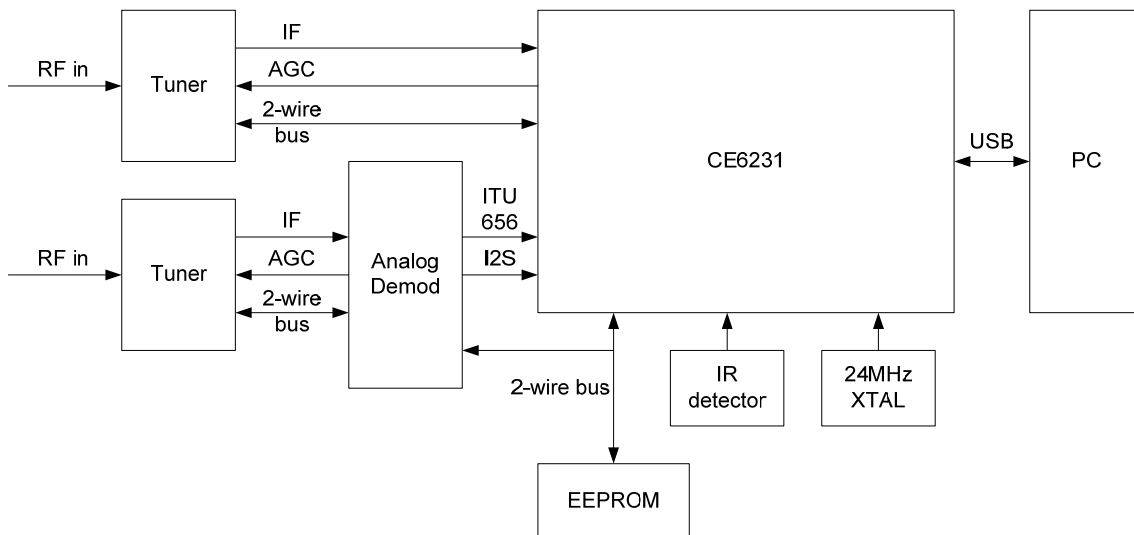 IF
RF in
AGC
Tuner
2-wire
bus
CE6231
USB
PC
ITU
656
IF
RF in
AGC
I2S
Tuner
Analog
Demod
2-wire
bus
2-wire bus
IR
detector
24MHz
XTAL
EEPROM